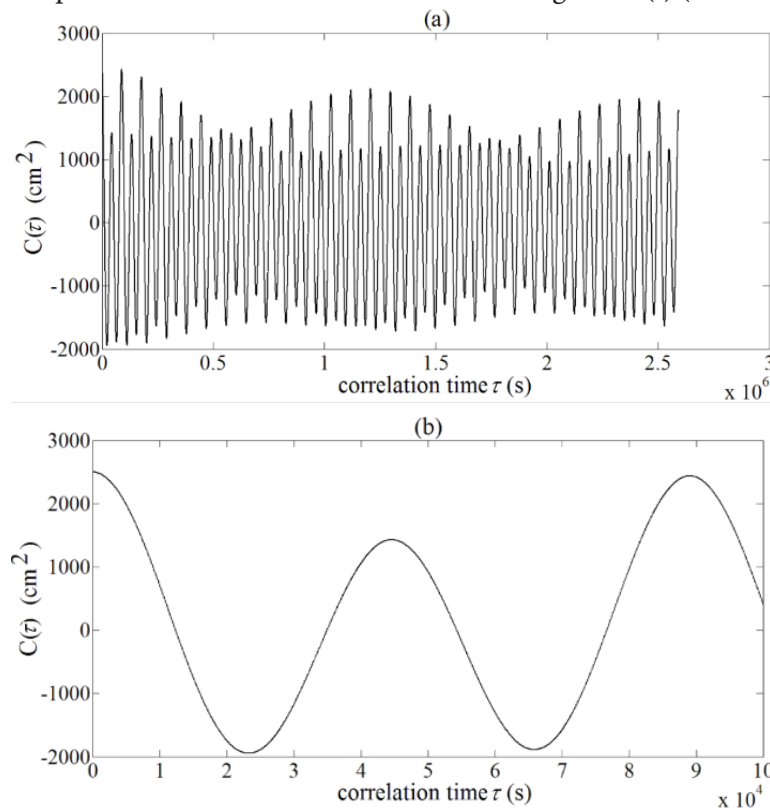 (a)
3000
2000
1000
0
-1000
-2000
C(τ) (cm²)
0 0.5 1 1.5 2 2.5 3
correlation time τ (s)
x 10⁶
(b)
3000
2000
1000
0
-1000
-2000
C(τ) (cm²)
0 1 2 3 4 5 6 7 8 9 10
correlation time τ (s)
x 10⁴